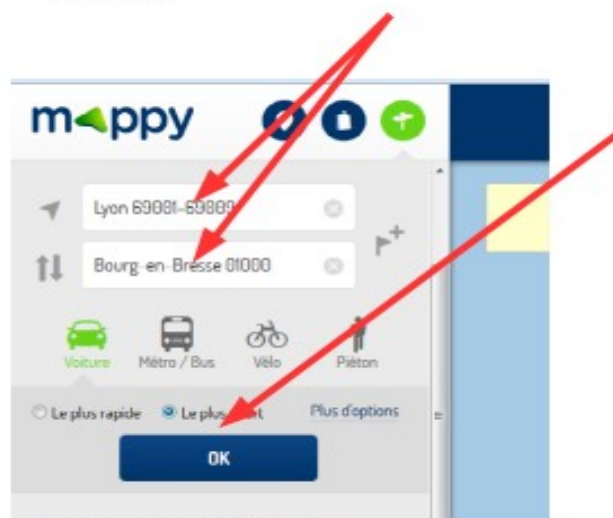 mappy
Lyon 69001-69009
Bourg-en-Bresse 01000
Voiture Métro / Bus Vélo Piéton
Le plus rapide Le plus Plus d'options
OK